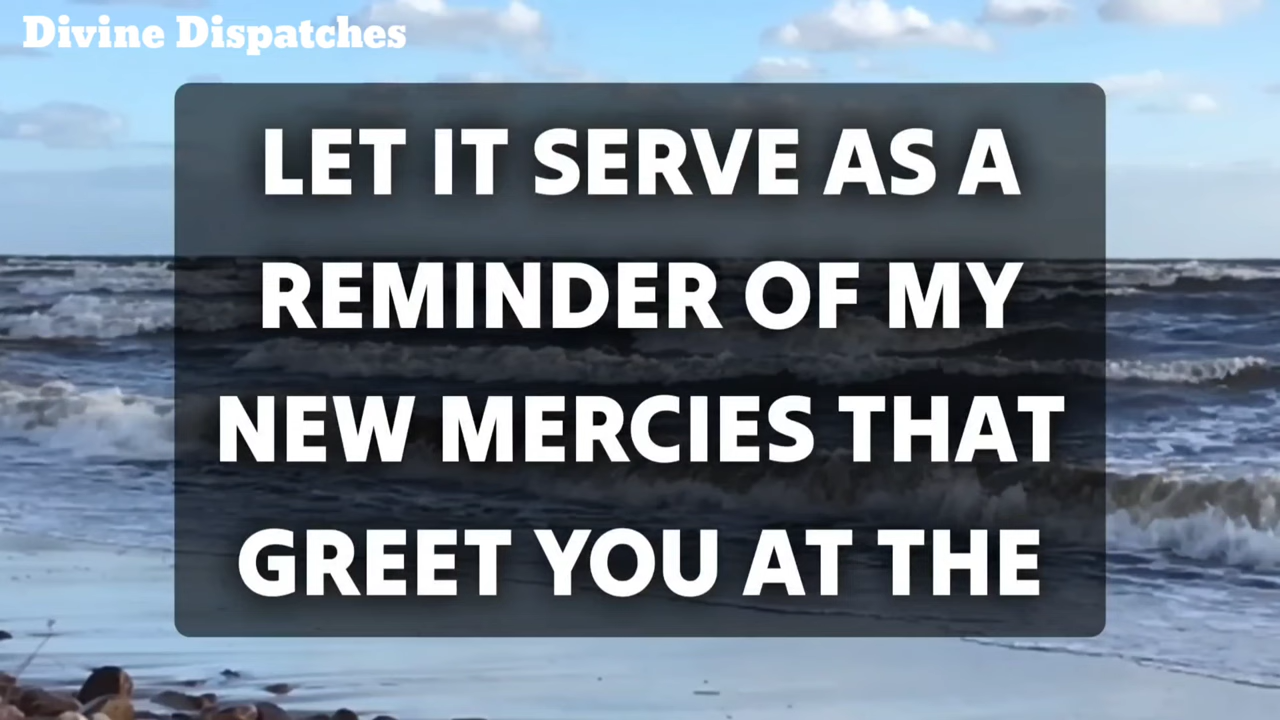 Divine Dispatches
LET IT SERVE AS A
REMINDER OF MY
NEW MERCIES THAT
GREET YOU AT THE